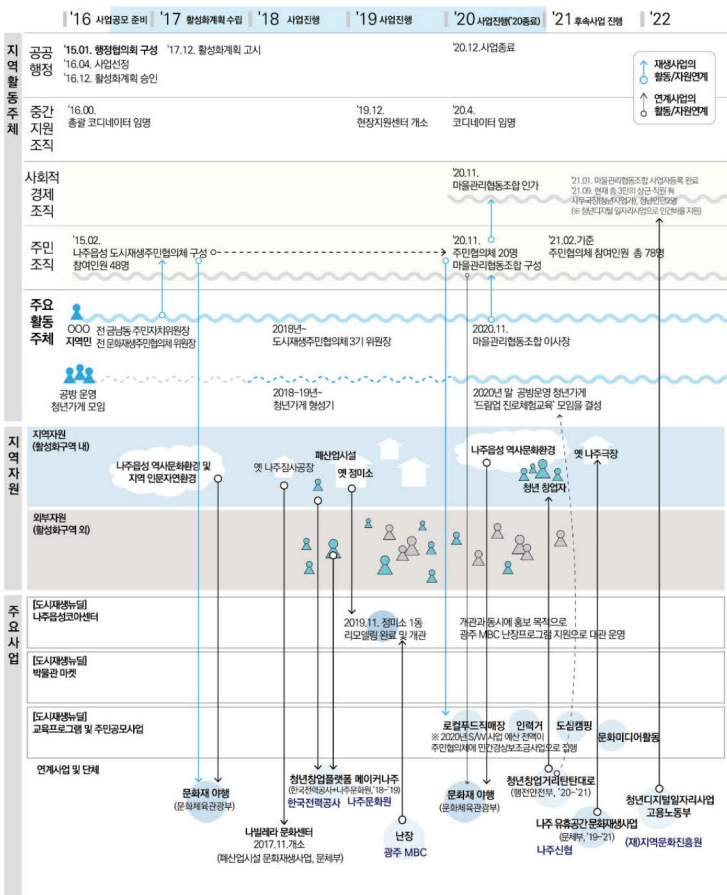 '16 사업공모 준비
'17 활성화계획 수립
'18 사업진행
'19 사업진행
'20 사업진행('20종료)
'21 후속사업 진행
'22
지역활동주체
공공
행정
'15.01. 행정협의회 구성
'16.04. 사업선정
'16.12. 활성화계획 승인
'17.12. 활성화계획 고시
'20.12.사업종료
재생사업의
활동/자원연계
연계사업의
활동/자원연계
중간
지원
조직
'16.00.
총괄 코디네이터 임명
'19.12.
현장지원센터 개소
'20.4.
코디네이터 임명
사회적
경제
조직
'20.11.
마을관리협동조합 인가
'21.01. 마을관리협동조합 사업자등록 완료
'21.09. 현재 총 3인의 상근 직원 有
사무국장(청년사업가), 청년인턴2명
(※ 청년디지털 일자리사업으로 인건비를 지원)
주민
조직
'15.02.
나주읍성 도시재생주민협의체 구성
참여인원 48명
'20.11.
주민협의체 20명
마을관리협동조합 구성
'21.02.기준
주민협의체 참여인원 총 78명
주요
활동
주체
OOO
지역민
전 금남동 주민자치위원장
전 문화재생주민협의체 위원장
2018년~
도시재생주민협의체 3기 위원장
2020.11.
마을관리협동조합 이사장
공방 운영
청년가게 모임
2018~19년~
청년가게 형성기
2020년 말 공방운영 청년가게
'드림업 진로체험교육' 모임을 결성
지역자원
지역자원
(활성화구역 내)
나주읍성 역사문화환경 및
지역 인문자연환경
옛 나주잠사공장
폐산업시설
옛 정미소
나주읍성 역사문화환경
청년 창업자
옛 나주극장
외부자원
(활성화구역 외)
주요사업
[도시재생뉴딜]
나주읍성코아센터
2019.11. 정미소 1동
리모델링 완료 및 개관
개관과 동시에 홍보 목적으로
광주 MBC 난장프로그램 지원으로 대관 운영
[도시재생뉴딜]
박물관 마켓
[도시재생뉴딜]
교육프로그램 및 주민공모사업
로컬푸드직매장
인력거
도심캠핑
※ 2020년 S/W 사업 예산 전액이
주민협의체에 민간경상보조금사업으로 집행
문화미디어활동
연계사업 및 단체
문화재 야행
(문화체육관광부)
나빌레라 문화센터
2017.11.개소
(폐산업시설 문화재생사업, 문체부)
청년창업플랫폼 메이커나주
(한국전력공사+나주문화원,'18~'19)
한국전력공사 나주문화원
난장
광주 MBC
문화재 야행
(문화체육관광부)
청년창업거리탄탄대로
(행전안전부, '20~'21)
나주 유휴공간 문화재생사업
(문체부, '19~'21)
나주신협
청년디지털일자리사업
고용노동부
(재)지역문화진흥원